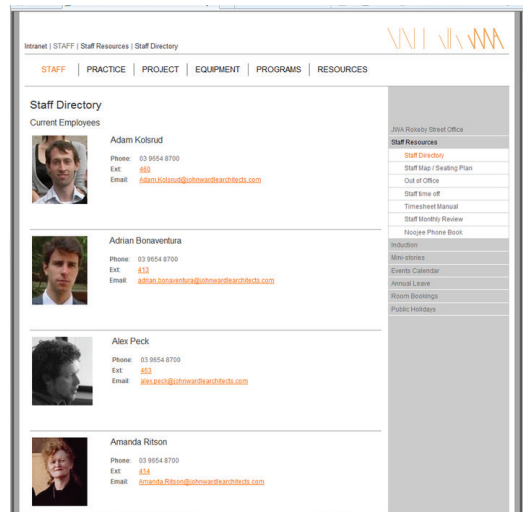 Intranet | STAFF | Staff Resources | Staff Directory
STAFF | PRACTICE | PROJECT | EQUIPMENT | PROGRAMS | RESOURCES
Staff Directory
Current Employees
Adam Kolsrud
Phone: 03 9654 8700
Ext: 460
Email: Adam.Kolsrud@johnwardlearchitects.com
Adrian Bonaventura
Phone: 03 9654 8700
Ext: 413
Email: adrian.bonaventura@johnwardlearchitects.com
Alex Peck
Phone: 03 9654 8700
Ext: 463
Email: alex.peck@johnwardlearchitects.com
Amanda Ritson
Phone: 03 9654 8700
Ext: 414
Email: Amanda.Ritson@johnwardlearchitects.com
JWA Rokeby Street Office
Staff Resources
Staff Directory
Staff Map / Seating Plan
Out of Office
Staff time off
Timesheet Manual
Staff Monthly Review
Noojee Phone Book
Induction
Mini-stories
Events Calendar
Annual Leave
Room Bookings
Public Holidays